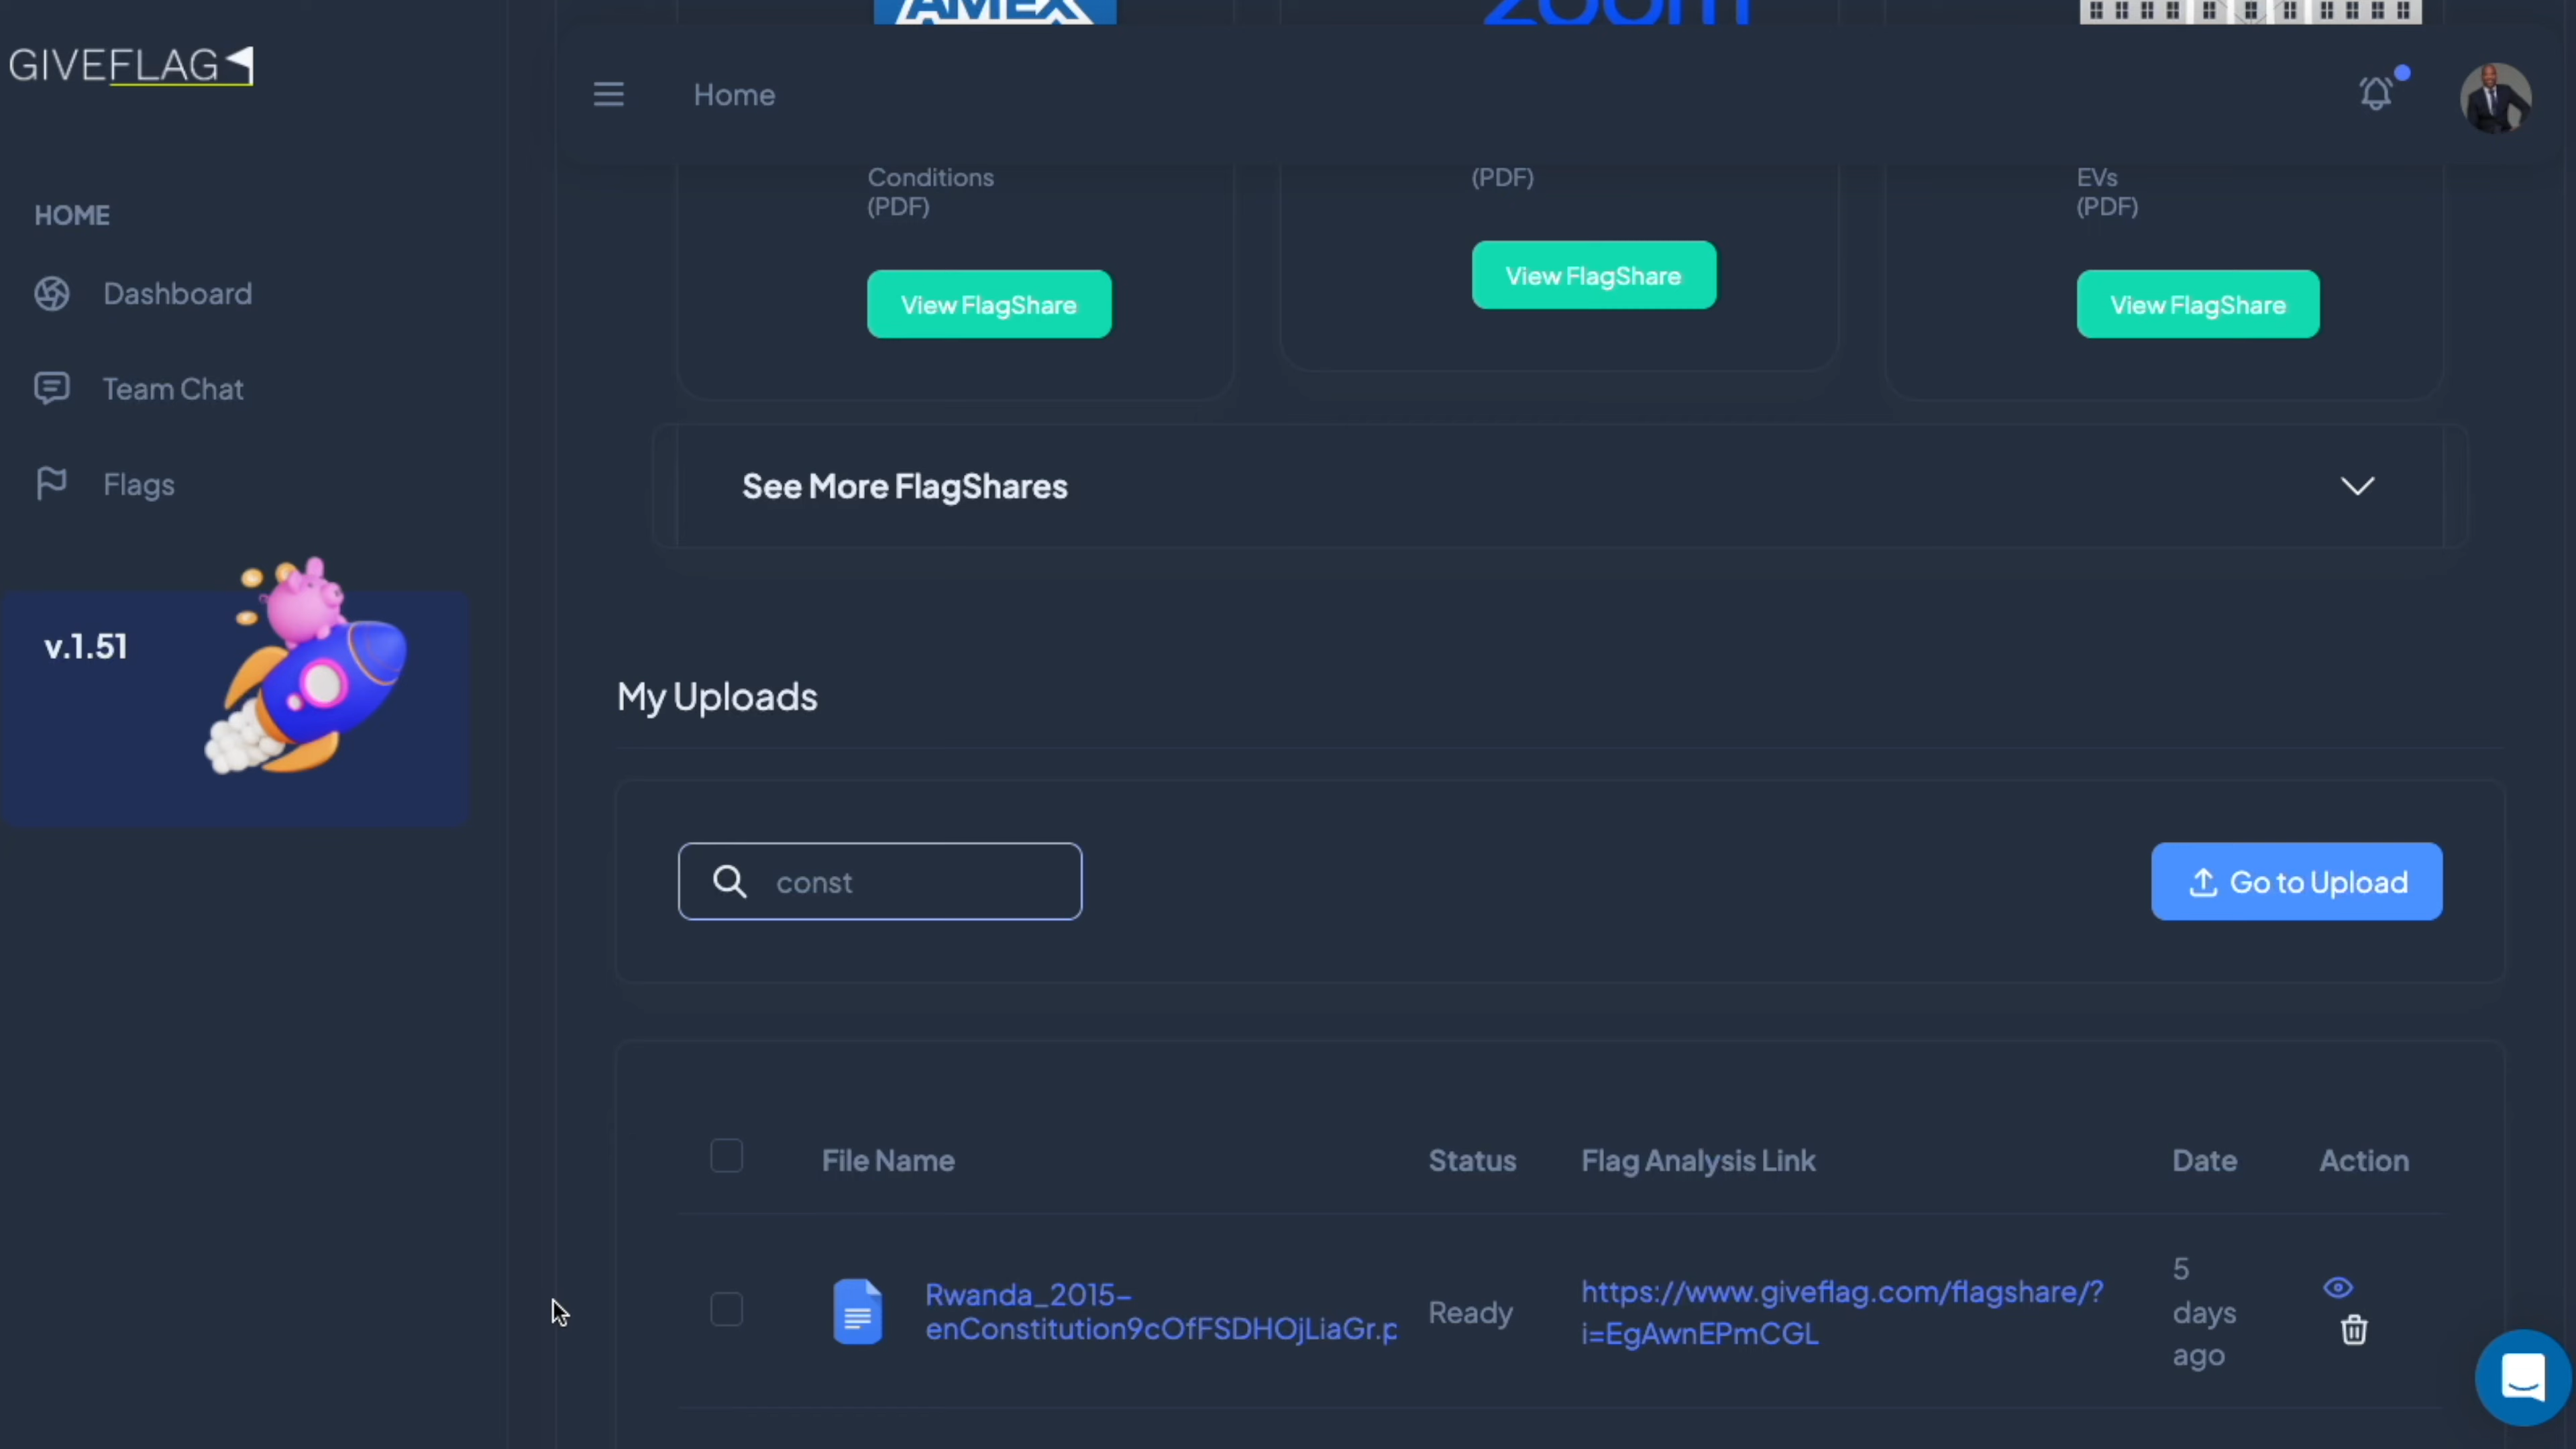 AMEX
zoom
GIVEFLAG
Home
Conditions
(PDF)
(PDF)
EVs
(PDF)
HOME
View FlagShare
View FlagShare
View FlagShare
Dashboard
Team Chat
Flags
See More FlagShares
v.1.51
My Uploads
const
Go to Upload
File Name
Status
Flag Analysis Link
Date
Action
Rwanda_2015-
enConstitution9cOfFSDHOjLiaGr.p
Ready
https://www.giveflag.com/flagshare/?
i=EgAwnEPmCGL
5
days
ago